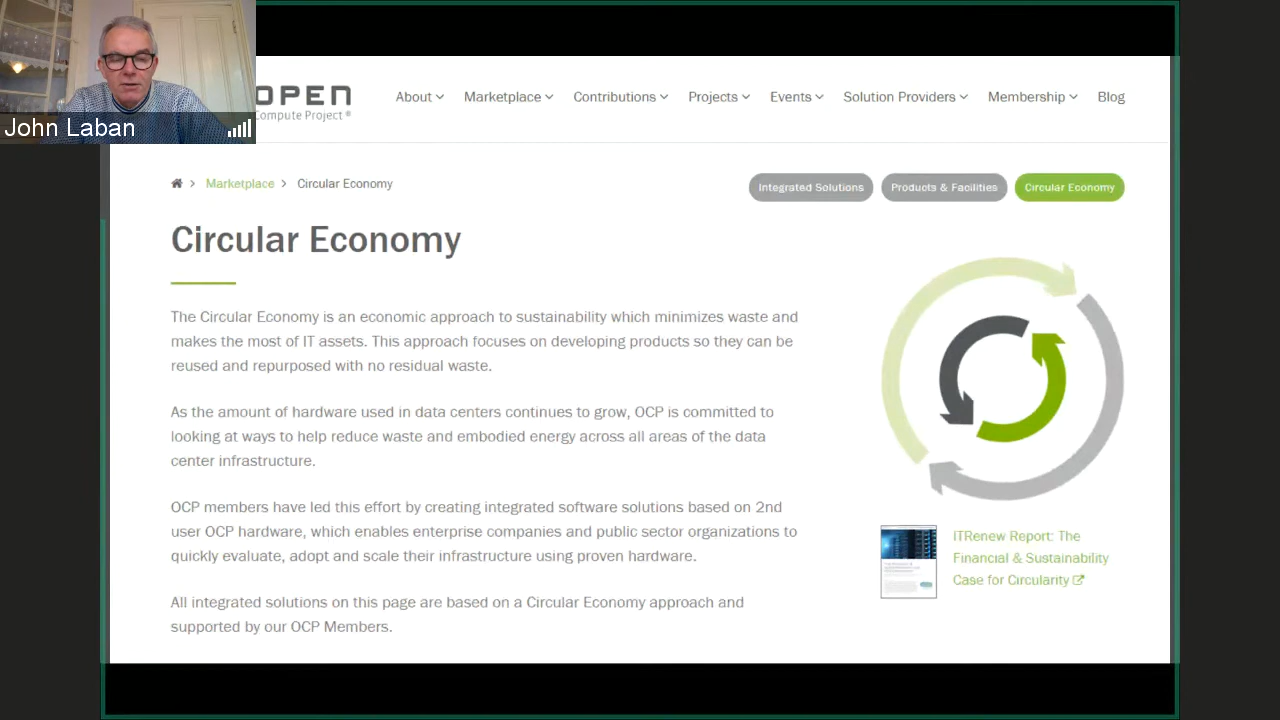 John Laban
OPEN
Compute Project ®
About
Marketplace
Contributions
Projects
Events
Solution Providers
Membership
Blog
Marketplace
Circular Economy
Integrated Solutions
Products & Facilities
Circular Economy
Circular Economy
The Circular Economy is an economic approach to sustainability which minimizes waste and
makes the most of IT assets. This approach focuses on developing products so they can be
reused and repurposed with no residual waste.
As the amount of hardware used in data centers continues to grow, OCP is committed to
looking at ways to help reduce waste and embodied energy across all areas of the data
center infrastructure.
OCP members have led this effort by creating integrated software solutions based on 2nd
user OCP hardware, which enables enterprise companies and public sector organizations to
quickly evaluate, adopt and scale their infrastructure using proven hardware.
All integrated solutions on this page are based on a Circular Economy approach and
supported by our OCP Members.
ITRenew Report: The
Financial & Sustainability
Case for Circularity